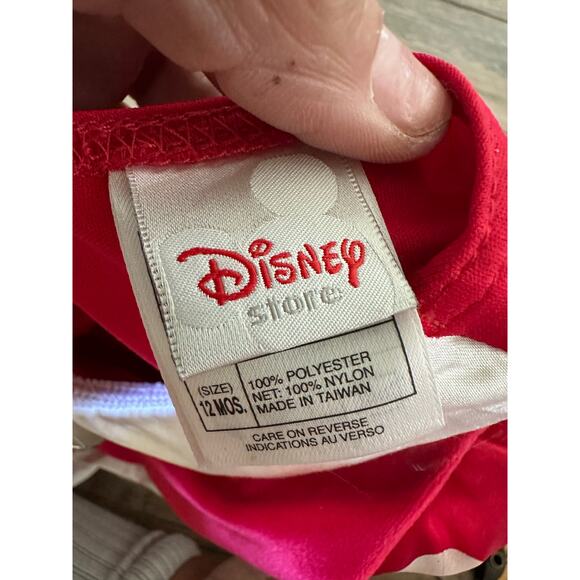 Disney
store
(SIZE)
12 MOS.
100% POLYESTER
NET: 100% NYLON
MADE IN TAIWAN
CARE ON REVERSE
INDICATIONS AU VERSO